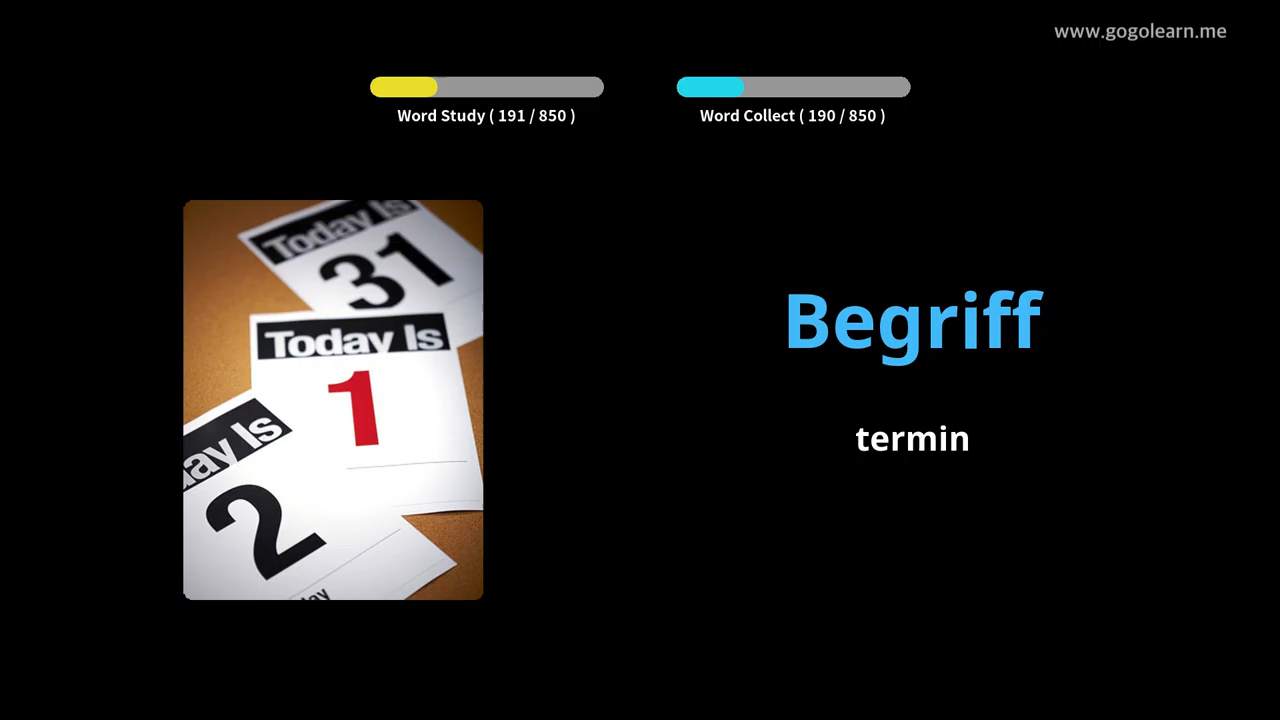 www.gogolearn.me
Word Study ( 191 / 850 )
Word Collect ( 190 / 850 )
Today Is
31
Today Is
1
ay Is
2
day
Begriff
termin